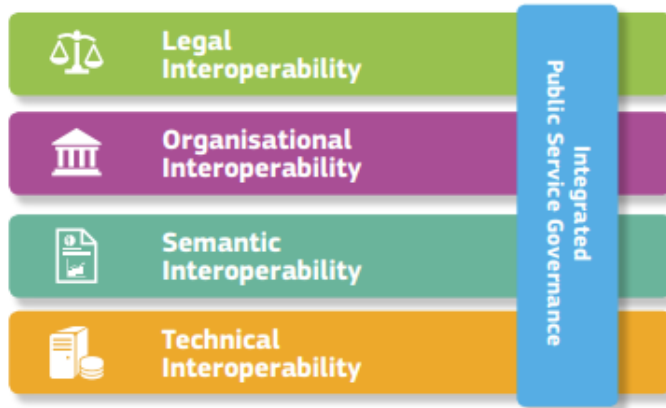 Legal
Interoperability
Organisational
Interoperability
Semantic
Interoperability
Technical
Interoperability
Integrated
Public Service Governance